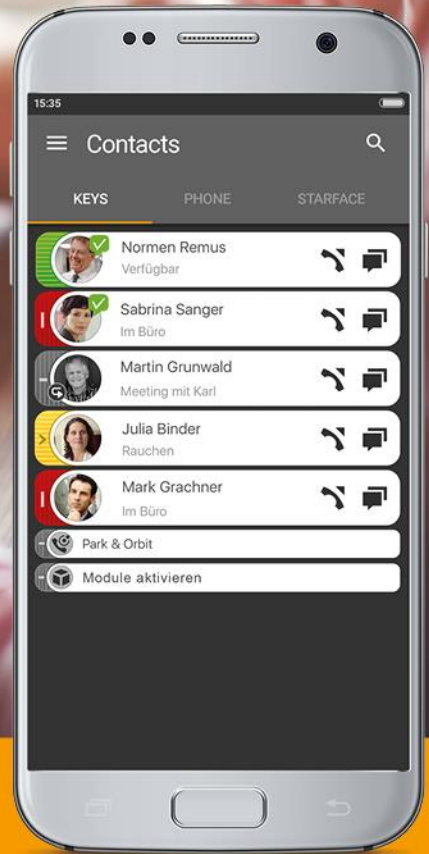 15:35
Contacts
KEYS
PHONE
STARFACE
Normen Remus
Verfügbar
Sabrina Sanger
Im Büro
Martin Grunwald
Meeting mit Karl
Julia Binder
Rauchen
Mark Grachner
Im Büro
Park & Orbit
Module aktivieren